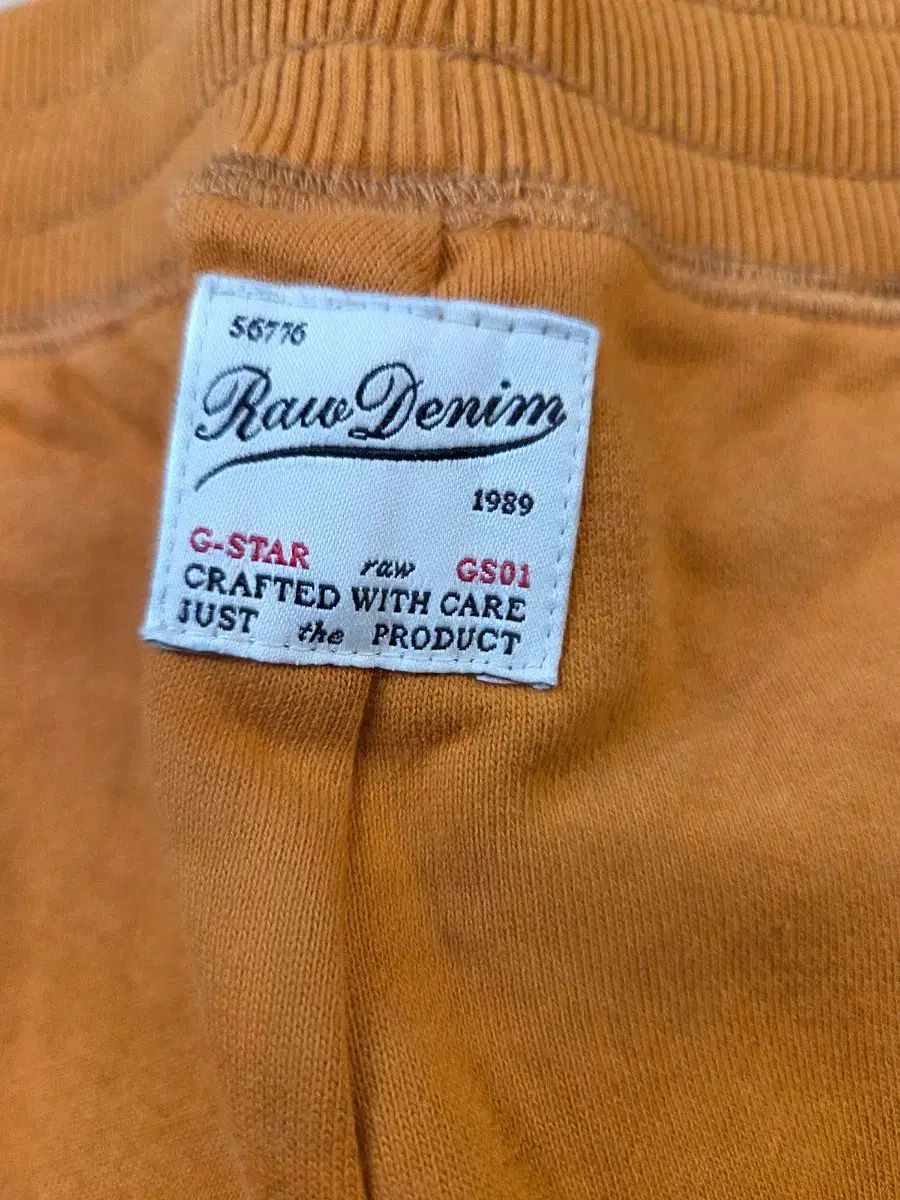 56776
Raw Denim
1989
G-STAR raw GS01
CRAFTED WITH CARE
JUST the PRODUCT